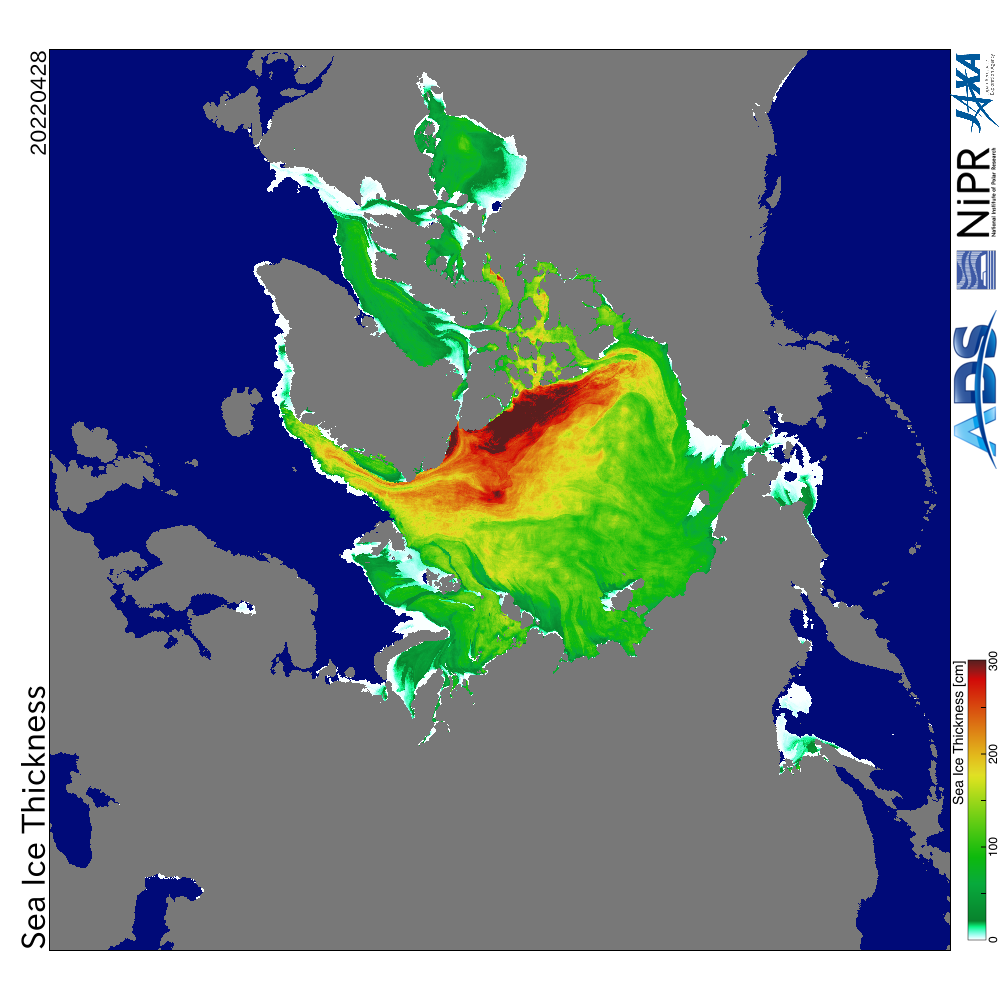 Sea Ice Thickness
20220428
JAXA
NiPR
National Institute of Polar Research
ADS
Sea Ice Thickness [cm]
0
100
200
300